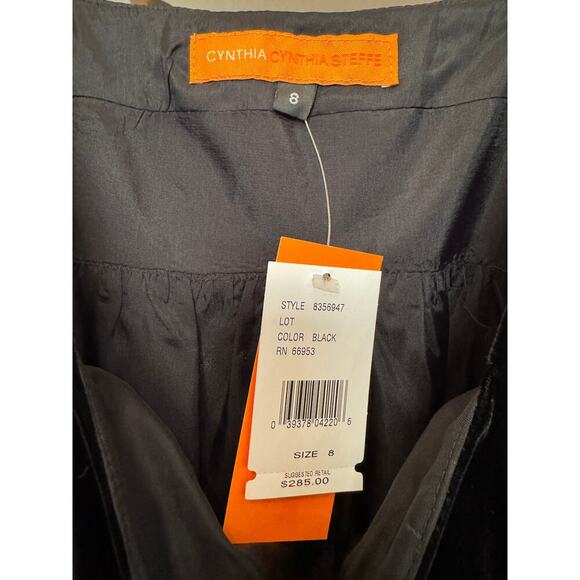 CYNTHIA CYNTHIA STEFFE
8
STYLE 8356947
LOT
COLOR BLACK
RN 66953
0 39378 04220 6
SIZE 8
SUGGESTED RETAIL
$285.00